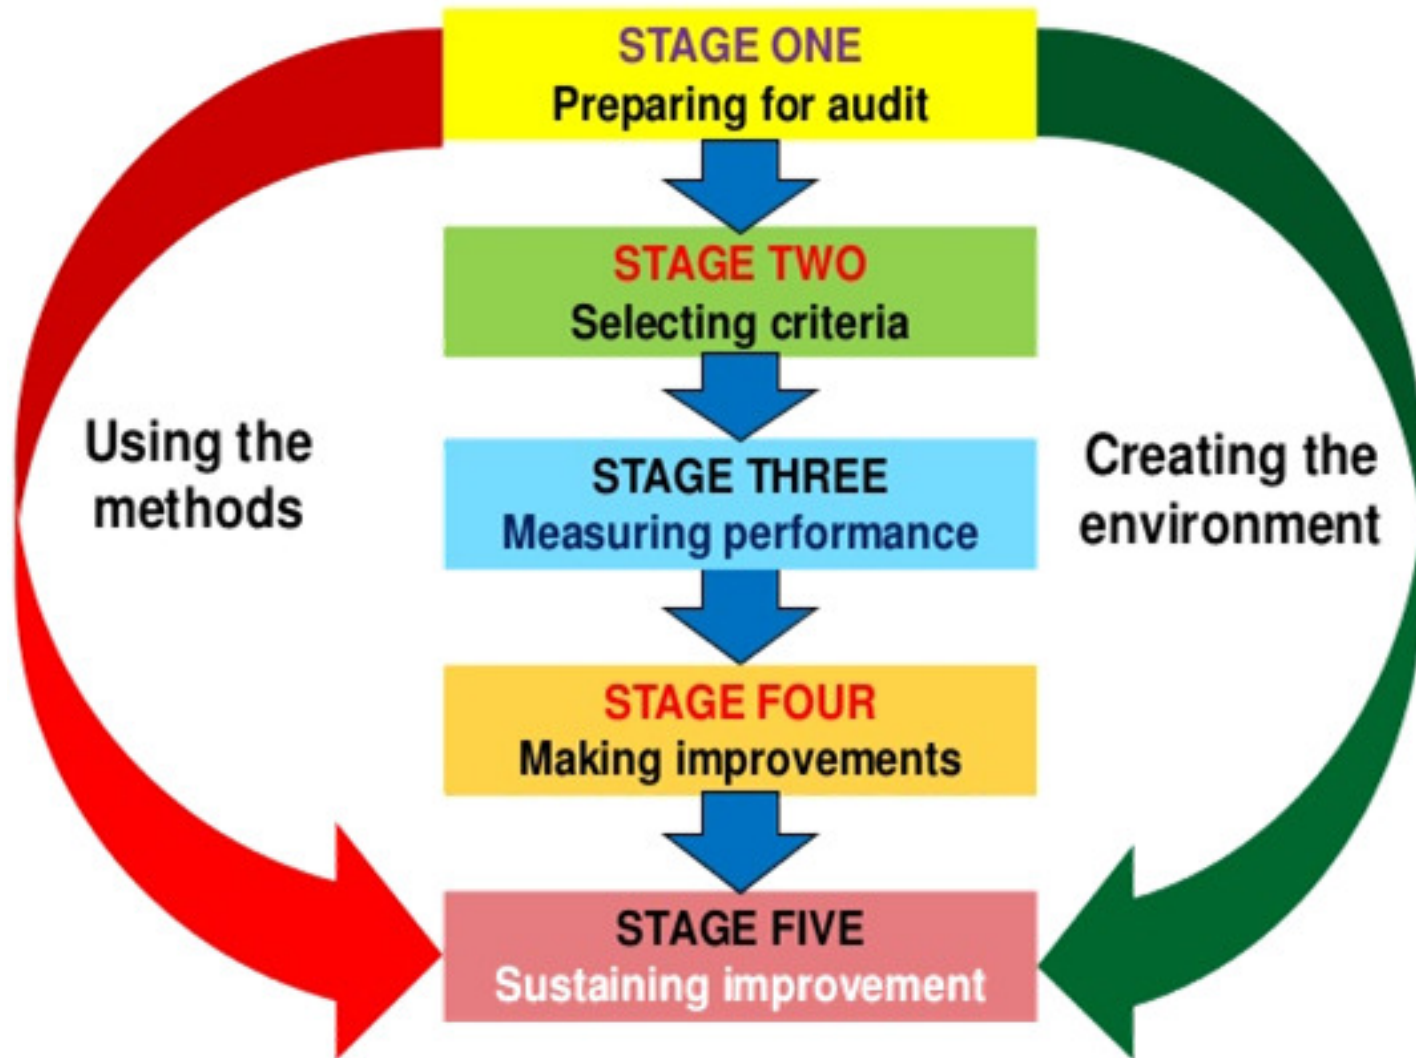 STAGE ONE
Preparing for audit
STAGE TWO
Selecting criteria
Using the
methods
STAGE THREE
Measuring performance
Creating the
environment
STAGE FOUR
Making improvements
STAGE FIVE
Sustaining improvement